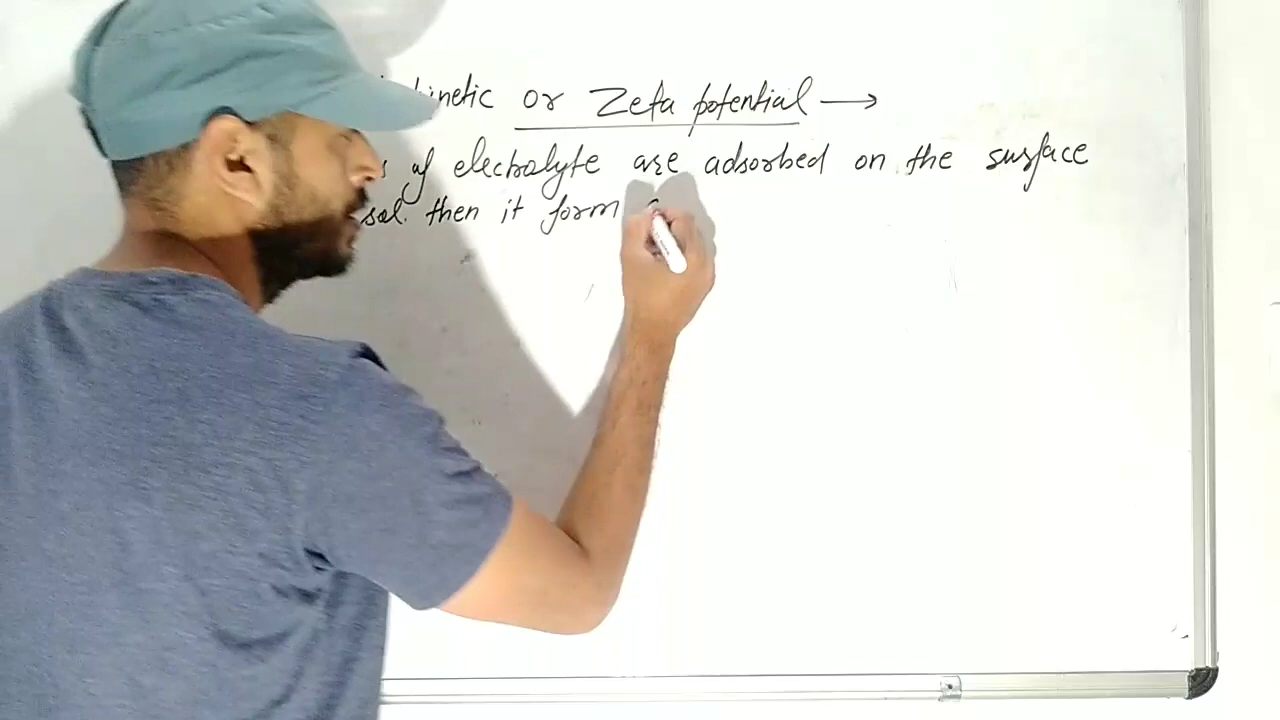 kinetic or Zeta potential →
of electrolyte are adsorbed on the surface
sol. then it form